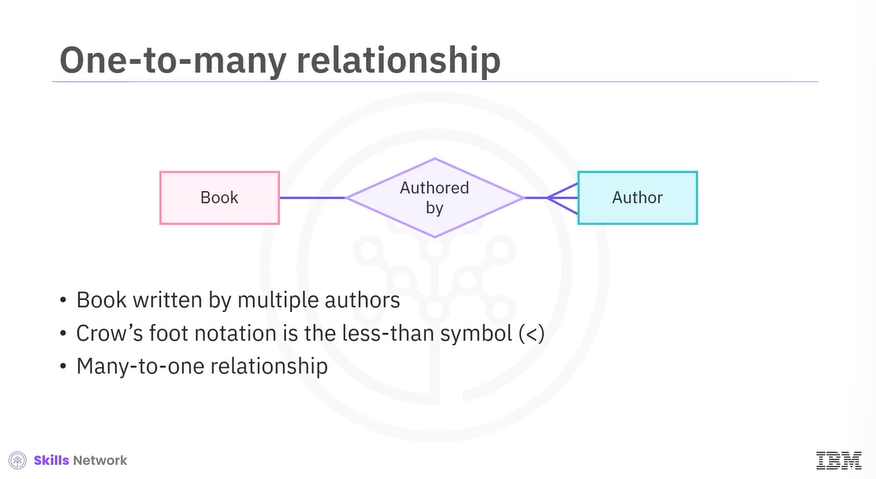 One-to-many relationship
Book
Authored
by
Author
• Book written by multiple authors
• Crow’s foot notation is the less-than symbol (<)
• Many-to-one relationship
Skills Network
IBM